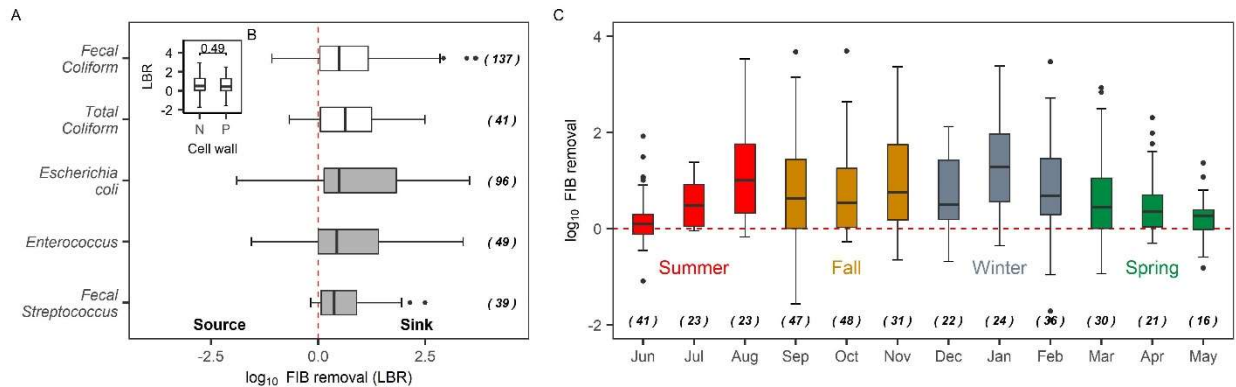 A
B
C
Fecal
Coliform
Total
Coliform
Escherichia
coli
Enterococcus
Fecal
Streptococcus
0.49
LBR
4
2
0
-2
N P
Cell wall
( 137 )
( 41 )
( 96 )
( 49 )
( 39 )
Source Sink
-2.5 0.0 2.5
log₁₀ FIB removal (LBR)
log₁₀ FIB removal
4
2
0
-2
Summer Fall Winter Spring
( 41 ) ( 23 ) ( 23 ) ( 47 ) ( 48 ) ( 31 ) ( 22 ) ( 24 ) ( 36 ) ( 30 ) ( 21 ) ( 16 )
Jun Jul Aug Sep Oct Nov Dec Jan Feb Mar Apr May